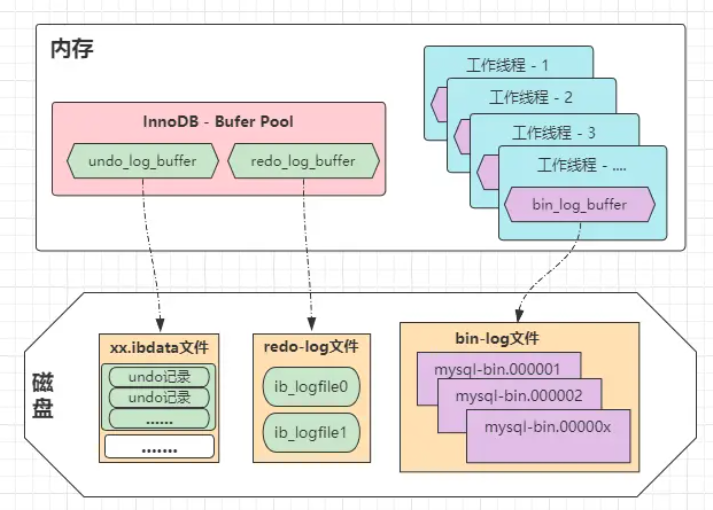 内存
工作线程 - 1
工作线程 - 2
InnoDB - Bufer Pool
工作线程 - 3
undo_log_buffer
redo_log_buffer
工作线程 - ....
bin_log_buffer
磁盘
xx.ibdata文件
undo记录
undo记录
......
.......
redo-log文件
ib_logfile0
ib_logfile1
bin-log文件
mysql-bin.000001
mysql-bin.000002
mysql-bin.00000x